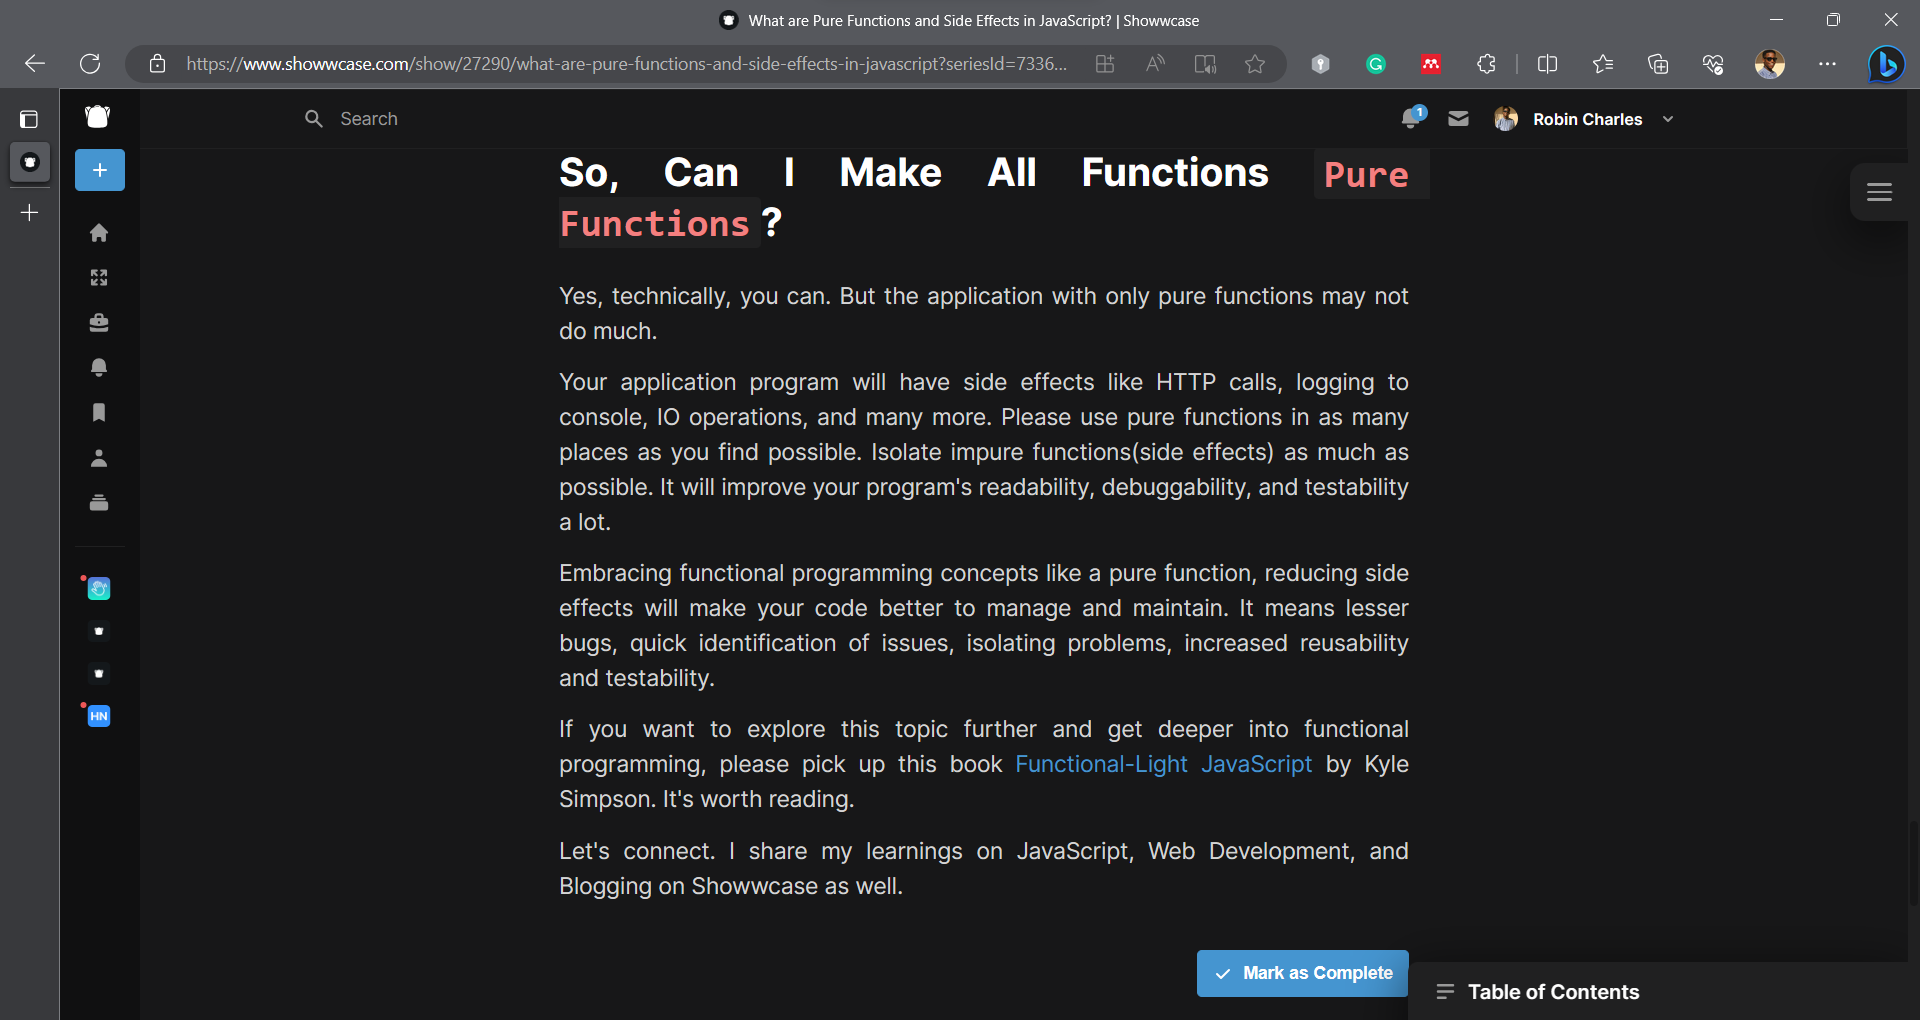 What are Pure Functions and Side Effects in JavaScript? | Showwcase
https://www.showwcase.com/show/27290/what-are-pure-functions-and-side-effects-in-javascript?seriesId=7336...
Search
1
Robin Charles
So, Can I Make All Functions Pure
Functions ?
Yes, technically, you can. But the application with only pure functions may not
do much.
Your application program will have side effects like HTTP calls, logging to
console, IO operations, and many more. Please use pure functions in as many
places as you find possible. Isolate impure functions(side effects) as much as
possible. It will improve your program's readability, debuggability, and testability
a lot.
Embracing functional programming concepts like a pure function, reducing side
effects will make your code better to manage and maintain. It means lesser
bugs, quick identification of issues, isolating problems, increased reusability
and testability.
If you want to explore this topic further and get deeper into functional
programming, please pick up this book Functional-Light JavaScript by Kyle
Simpson. It's worth reading.
Let's connect. I share my learnings on JavaScript, Web Development, and
Blogging on Showwcase as well.
HN
Mark as Complete
Table of Contents